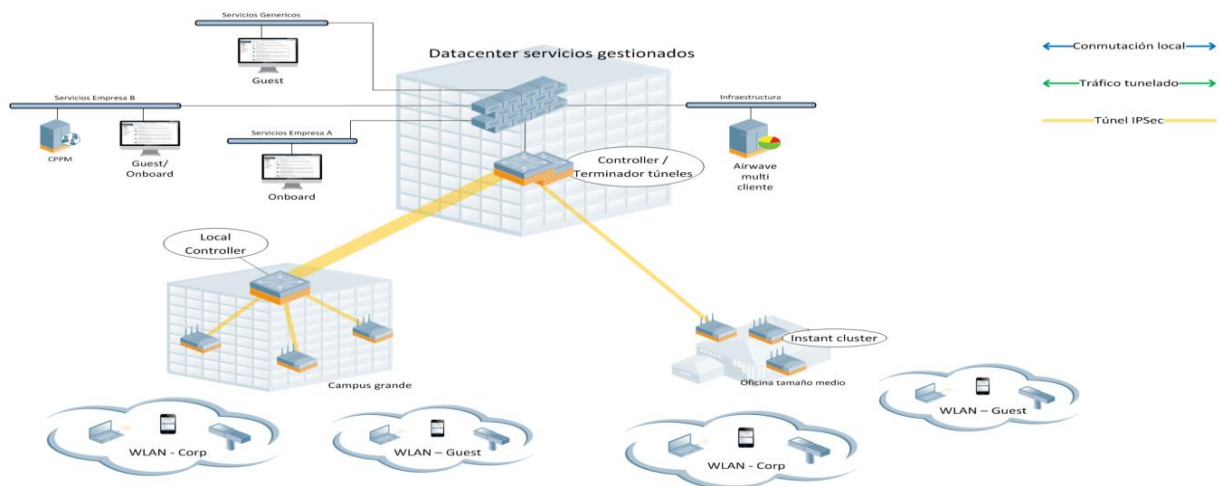 Servicios Genericos
Guest
Datacenter servicios gestionados
Conmutación local
Tráfico tunelado
Túnel IPSec
Servicios Empresa B
CPPM
Guest/
Onboard
Servicios Empresa A
Onboard
Infraestructura
Airwave
multi
cliente
Controller /
Terminador túneles
Local
Controller
Campus grande
Instant cluster
Oficina tamaño medio
WLAN - Corp
WLAN – Guest
WLAN - Corp
WLAN – Guest